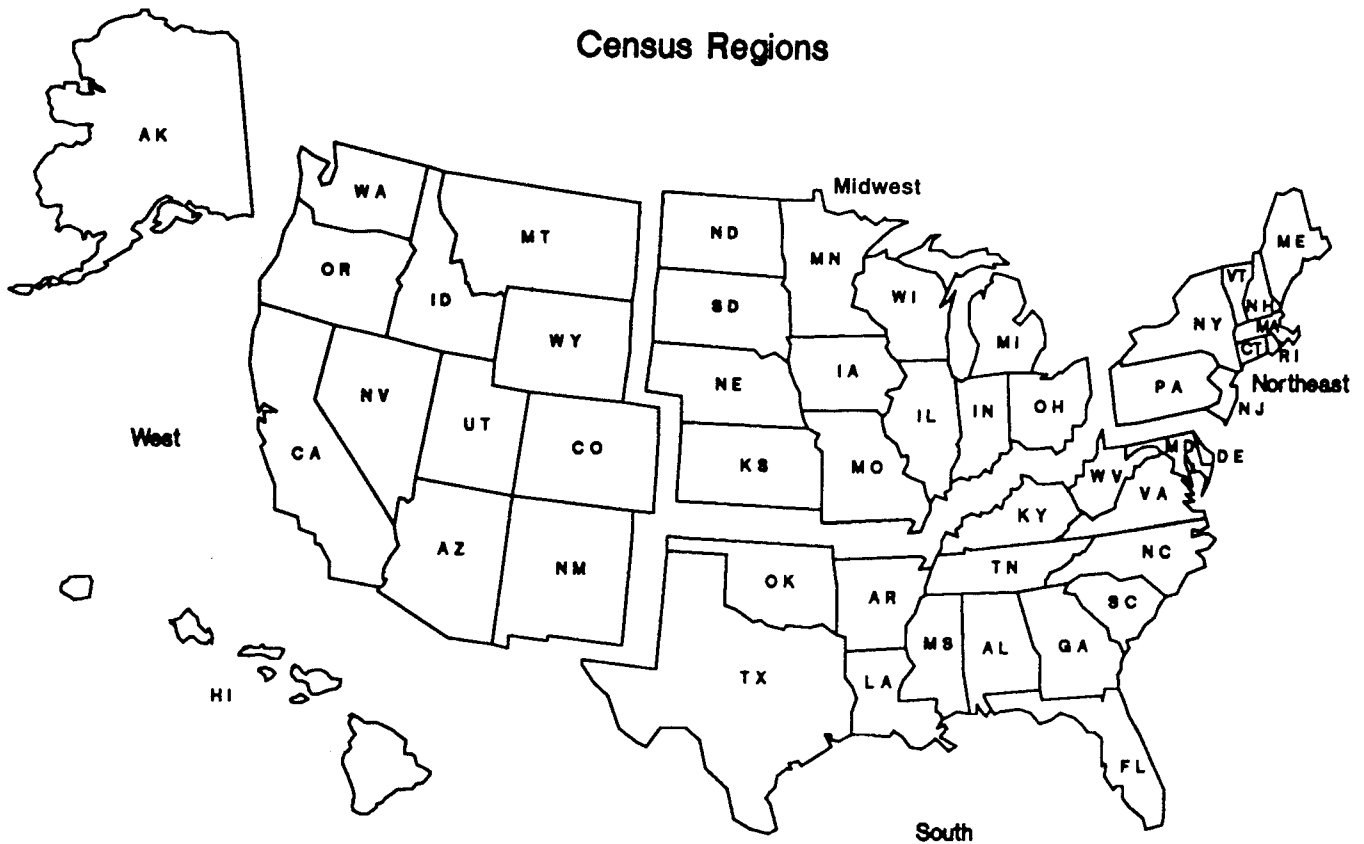 Census Regions
AK
WA
MT
OR
ID
WY
NV
UT
CO
CA
AZ
NM
West
HI
Midwest
ND
MN
SD
WI
MI
NE
IA
IL
IN
OH
KS
MO
ME
VT
NH
NY
MA
CT
RI
PA
Northeast
NJ
MD
DE
WV
VA
KY
NC
TN
OK
AR
SC
MS
AL
GA
TX
LA
FL
South